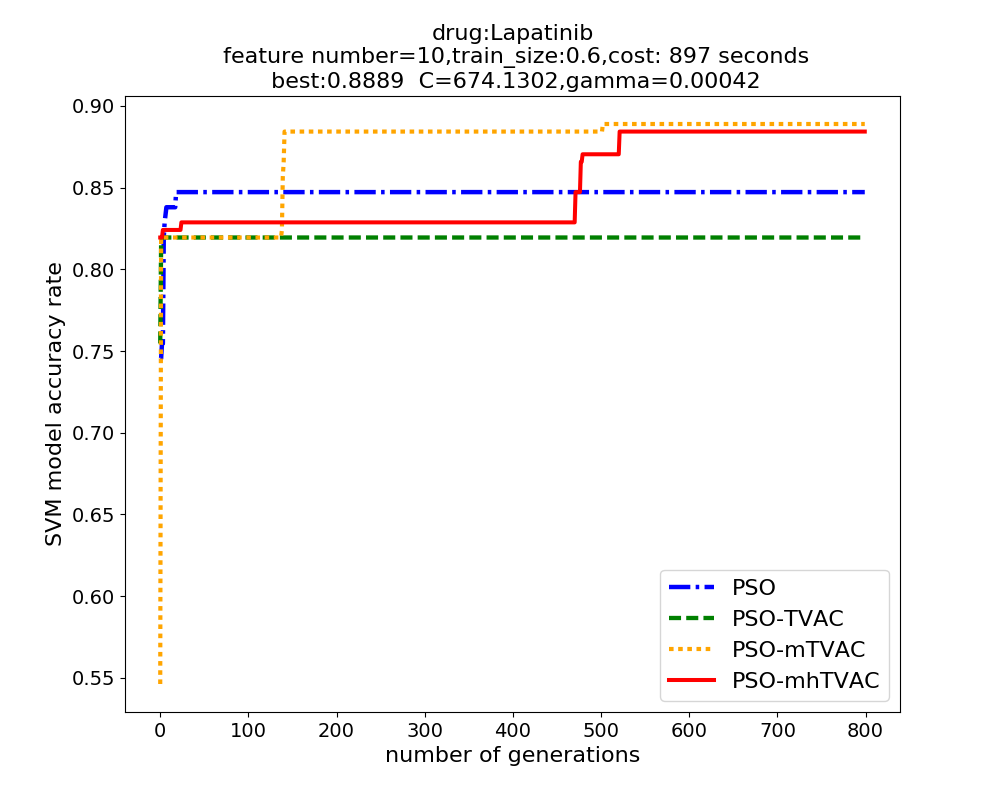 drug:Lapatinib
feature number=10,train_size:0.6,cost: 897 seconds
best:0.8889  C=674.1302,gamma=0.00042
SVM model accuracy rate
0.90
0.85
0.80
0.75
0.70
0.65
0.60
0.55
PSO
PSO-TVAC
PSO-mTVAC
PSO-mhTVAC
0 100 200 300 400 500 600 700 800
number of generations